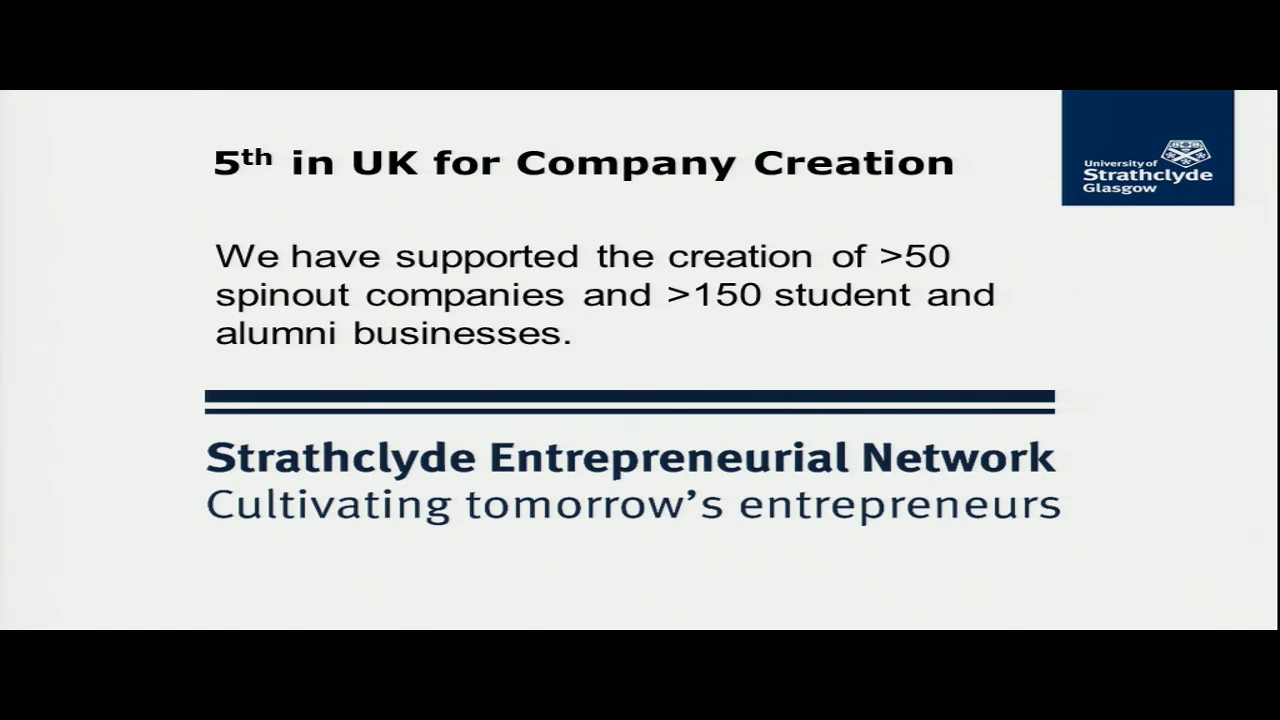 5th in UK for Company Creation
University of
Strathclyde
Glasgow
We have supported the creation of >50
spinout companies and >150 student and
alumni businesses.
Strathclyde Entrepreneurial Network
Cultivating tomorrow’s entrepreneurs